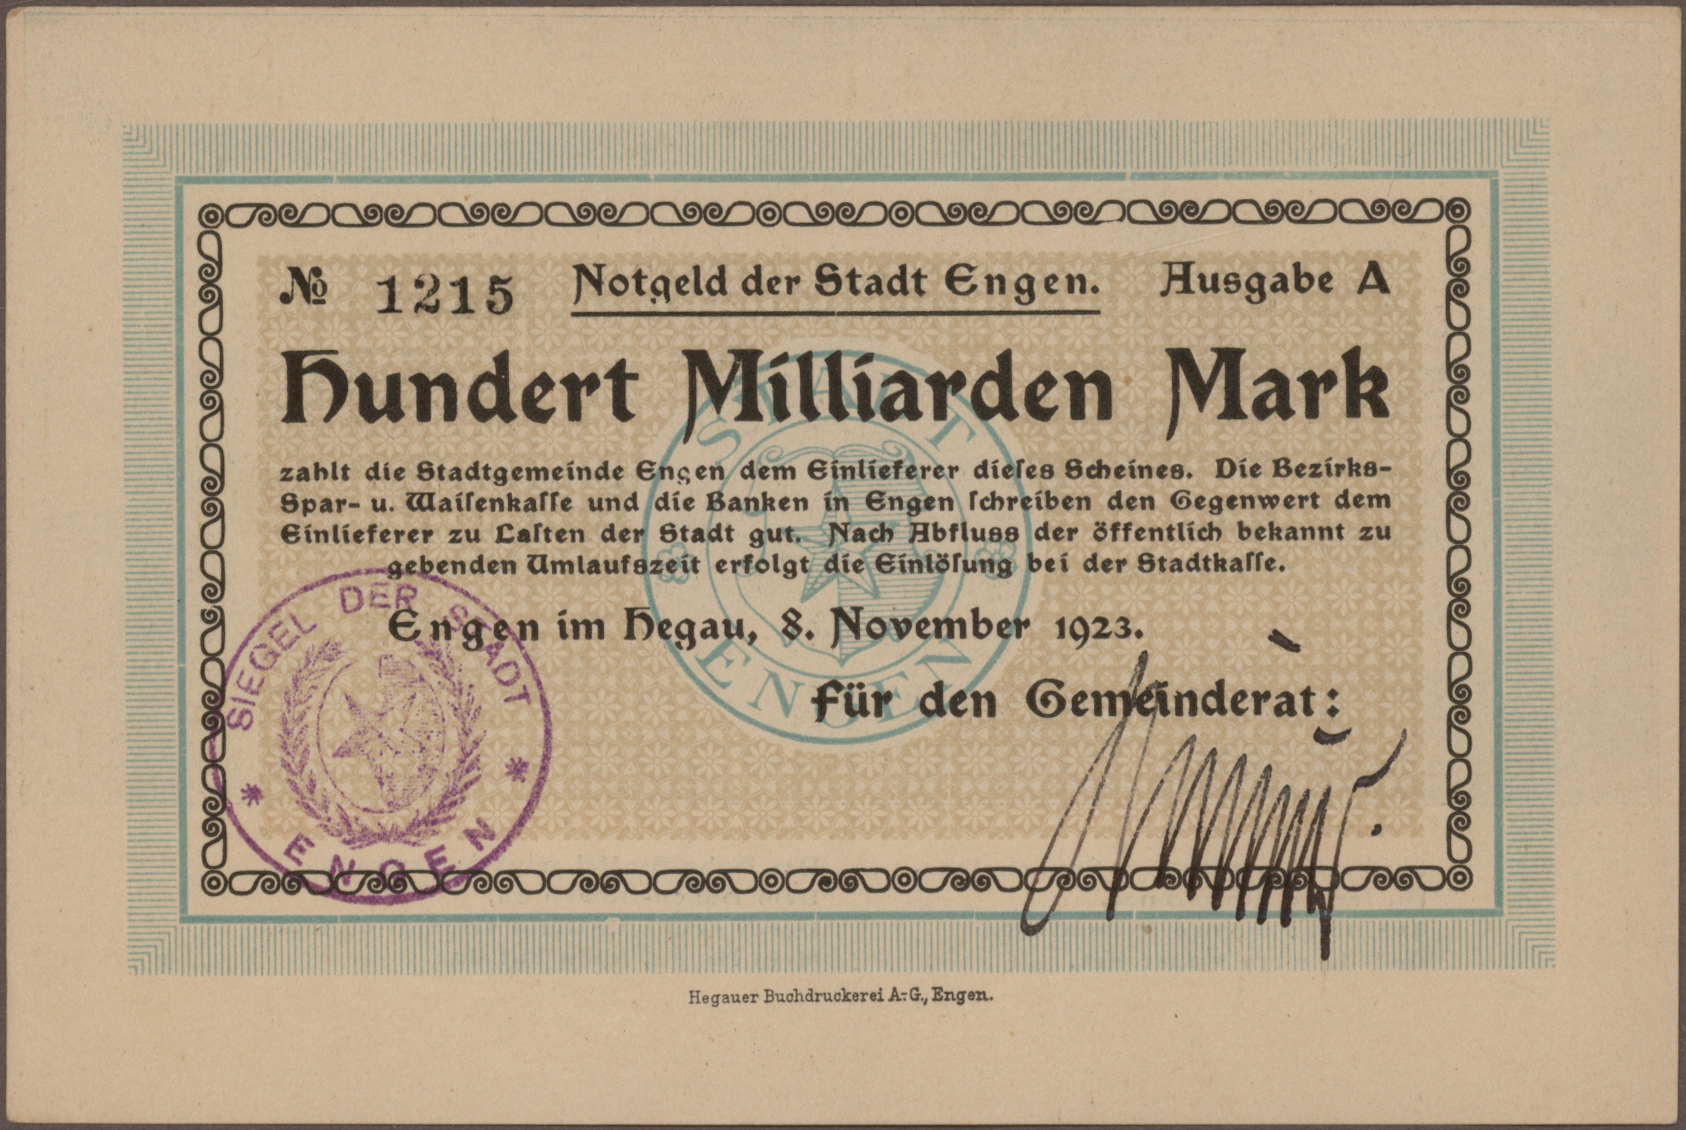 № 1215 Notgeld der Stadt Engen. Ausgabe A
Hundert Milliarden Mark
zahlt die Stadtgemeinde Engen dem Einlieferer dieſes Scheines. Die Bezirks-
Spar- u. Waiſenkaſſe und die Banken in Engen ſchreiben den Gegenwert dem
Einlieferer zu Laſten der Stadt gut. Nach Abfluss der öffentlich bekannt zu
gebenden Umlaufszeit erfolgt die Einlöſung bei der Stadtkaſſe.
Engen im Hegau, 8. November 1923.
für den Gemeinderat:
STADT
ENGEN
SIEGEL DER STADT
* ENGEN *
Hegauer Buchdruckerei A.-G., Engen.